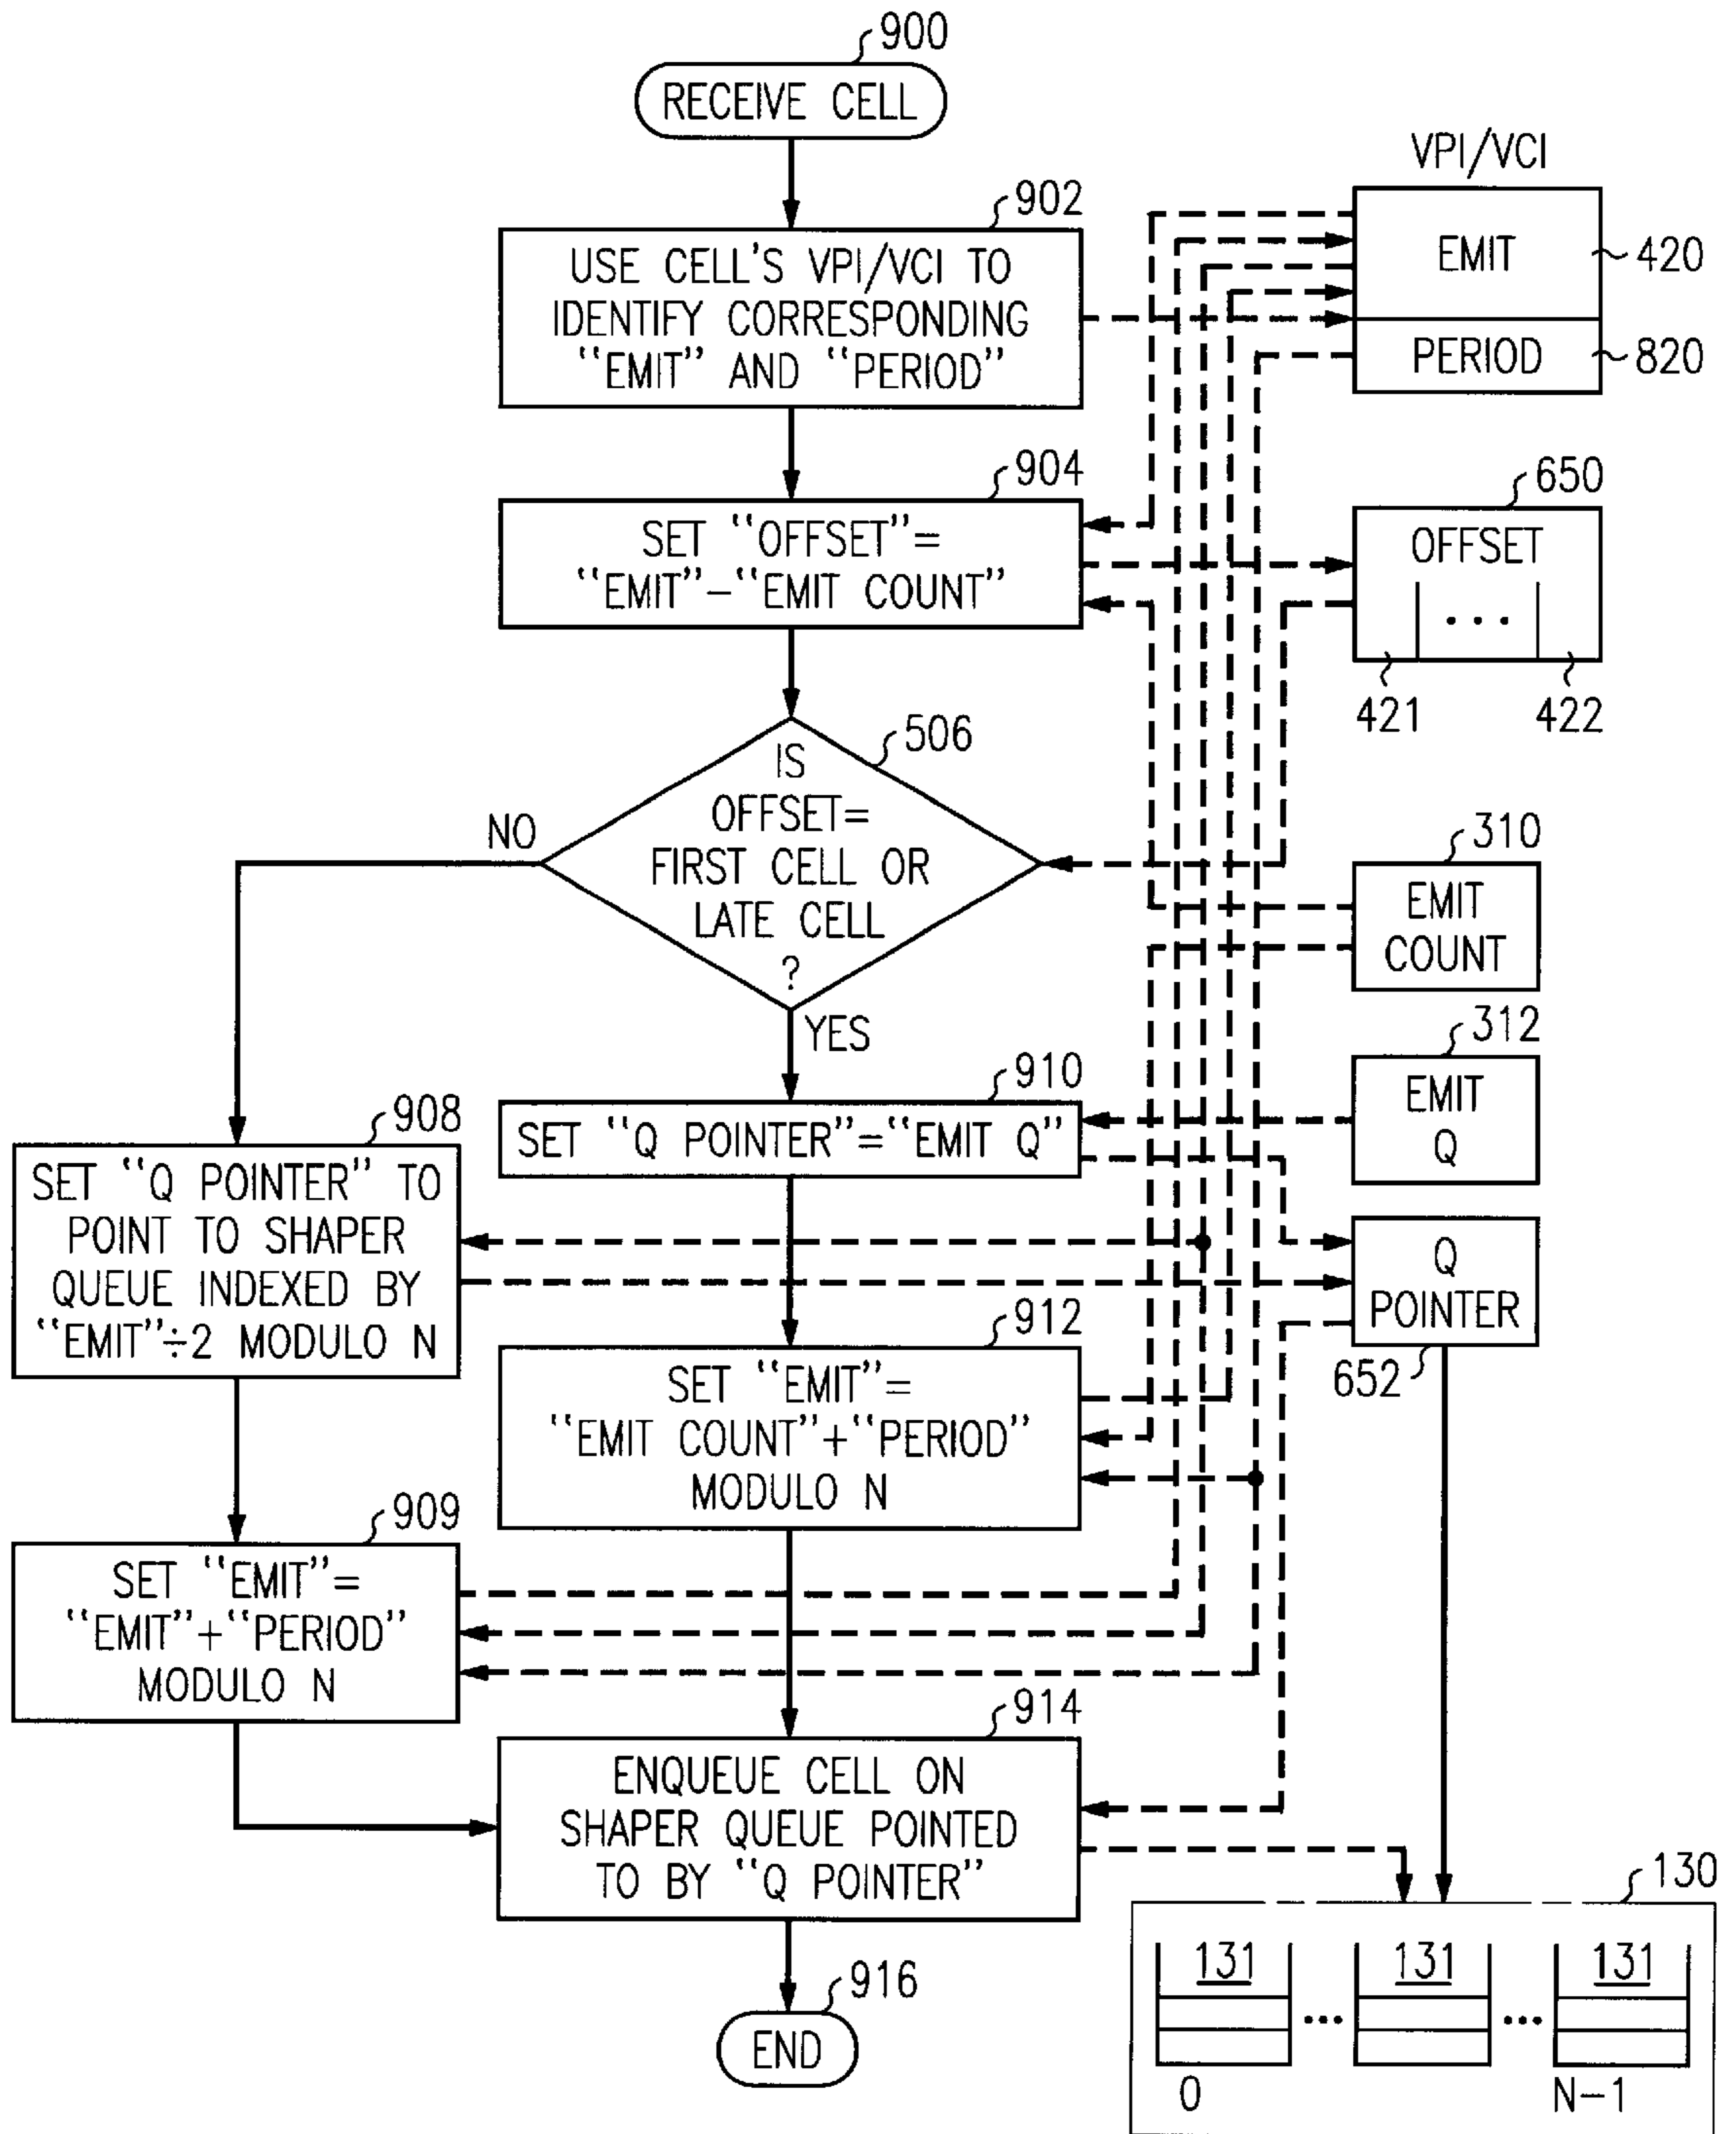 900
RECEIVE CELL
902
USE CELL'S VPI/VCI TO
IDENTIFY CORRESPONDING
"EMIT" AND "PERIOD"
VPI/VCI
EMIT
420
PERIOD
820
904
SET "OFFSET"=
"EMIT"-"EMIT COUNT"
650
OFFSET
...
421
422
506
IS
OFFSET=
FIRST CELL OR
LATE CELL
?
NO
YES
310
EMIT
COUNT
312
EMIT
Q
910
SET "Q POINTER"="EMIT Q"
908
SET "Q POINTER" TO
POINT TO SHAPER
QUEUE INDEXED BY
"EMIT"÷2 MODULO N
Q
POINTER
652
912
SET "EMIT"=
"EMIT COUNT"+"PERIOD"
MODULO N
909
SET "EMIT"=
"EMIT"+"PERIOD"
MODULO N
914
ENQUEUE CELL ON
SHAPER QUEUE POINTED
TO BY "Q POINTER"
130
131 ... 131 ... 131
0
N-1
916
END